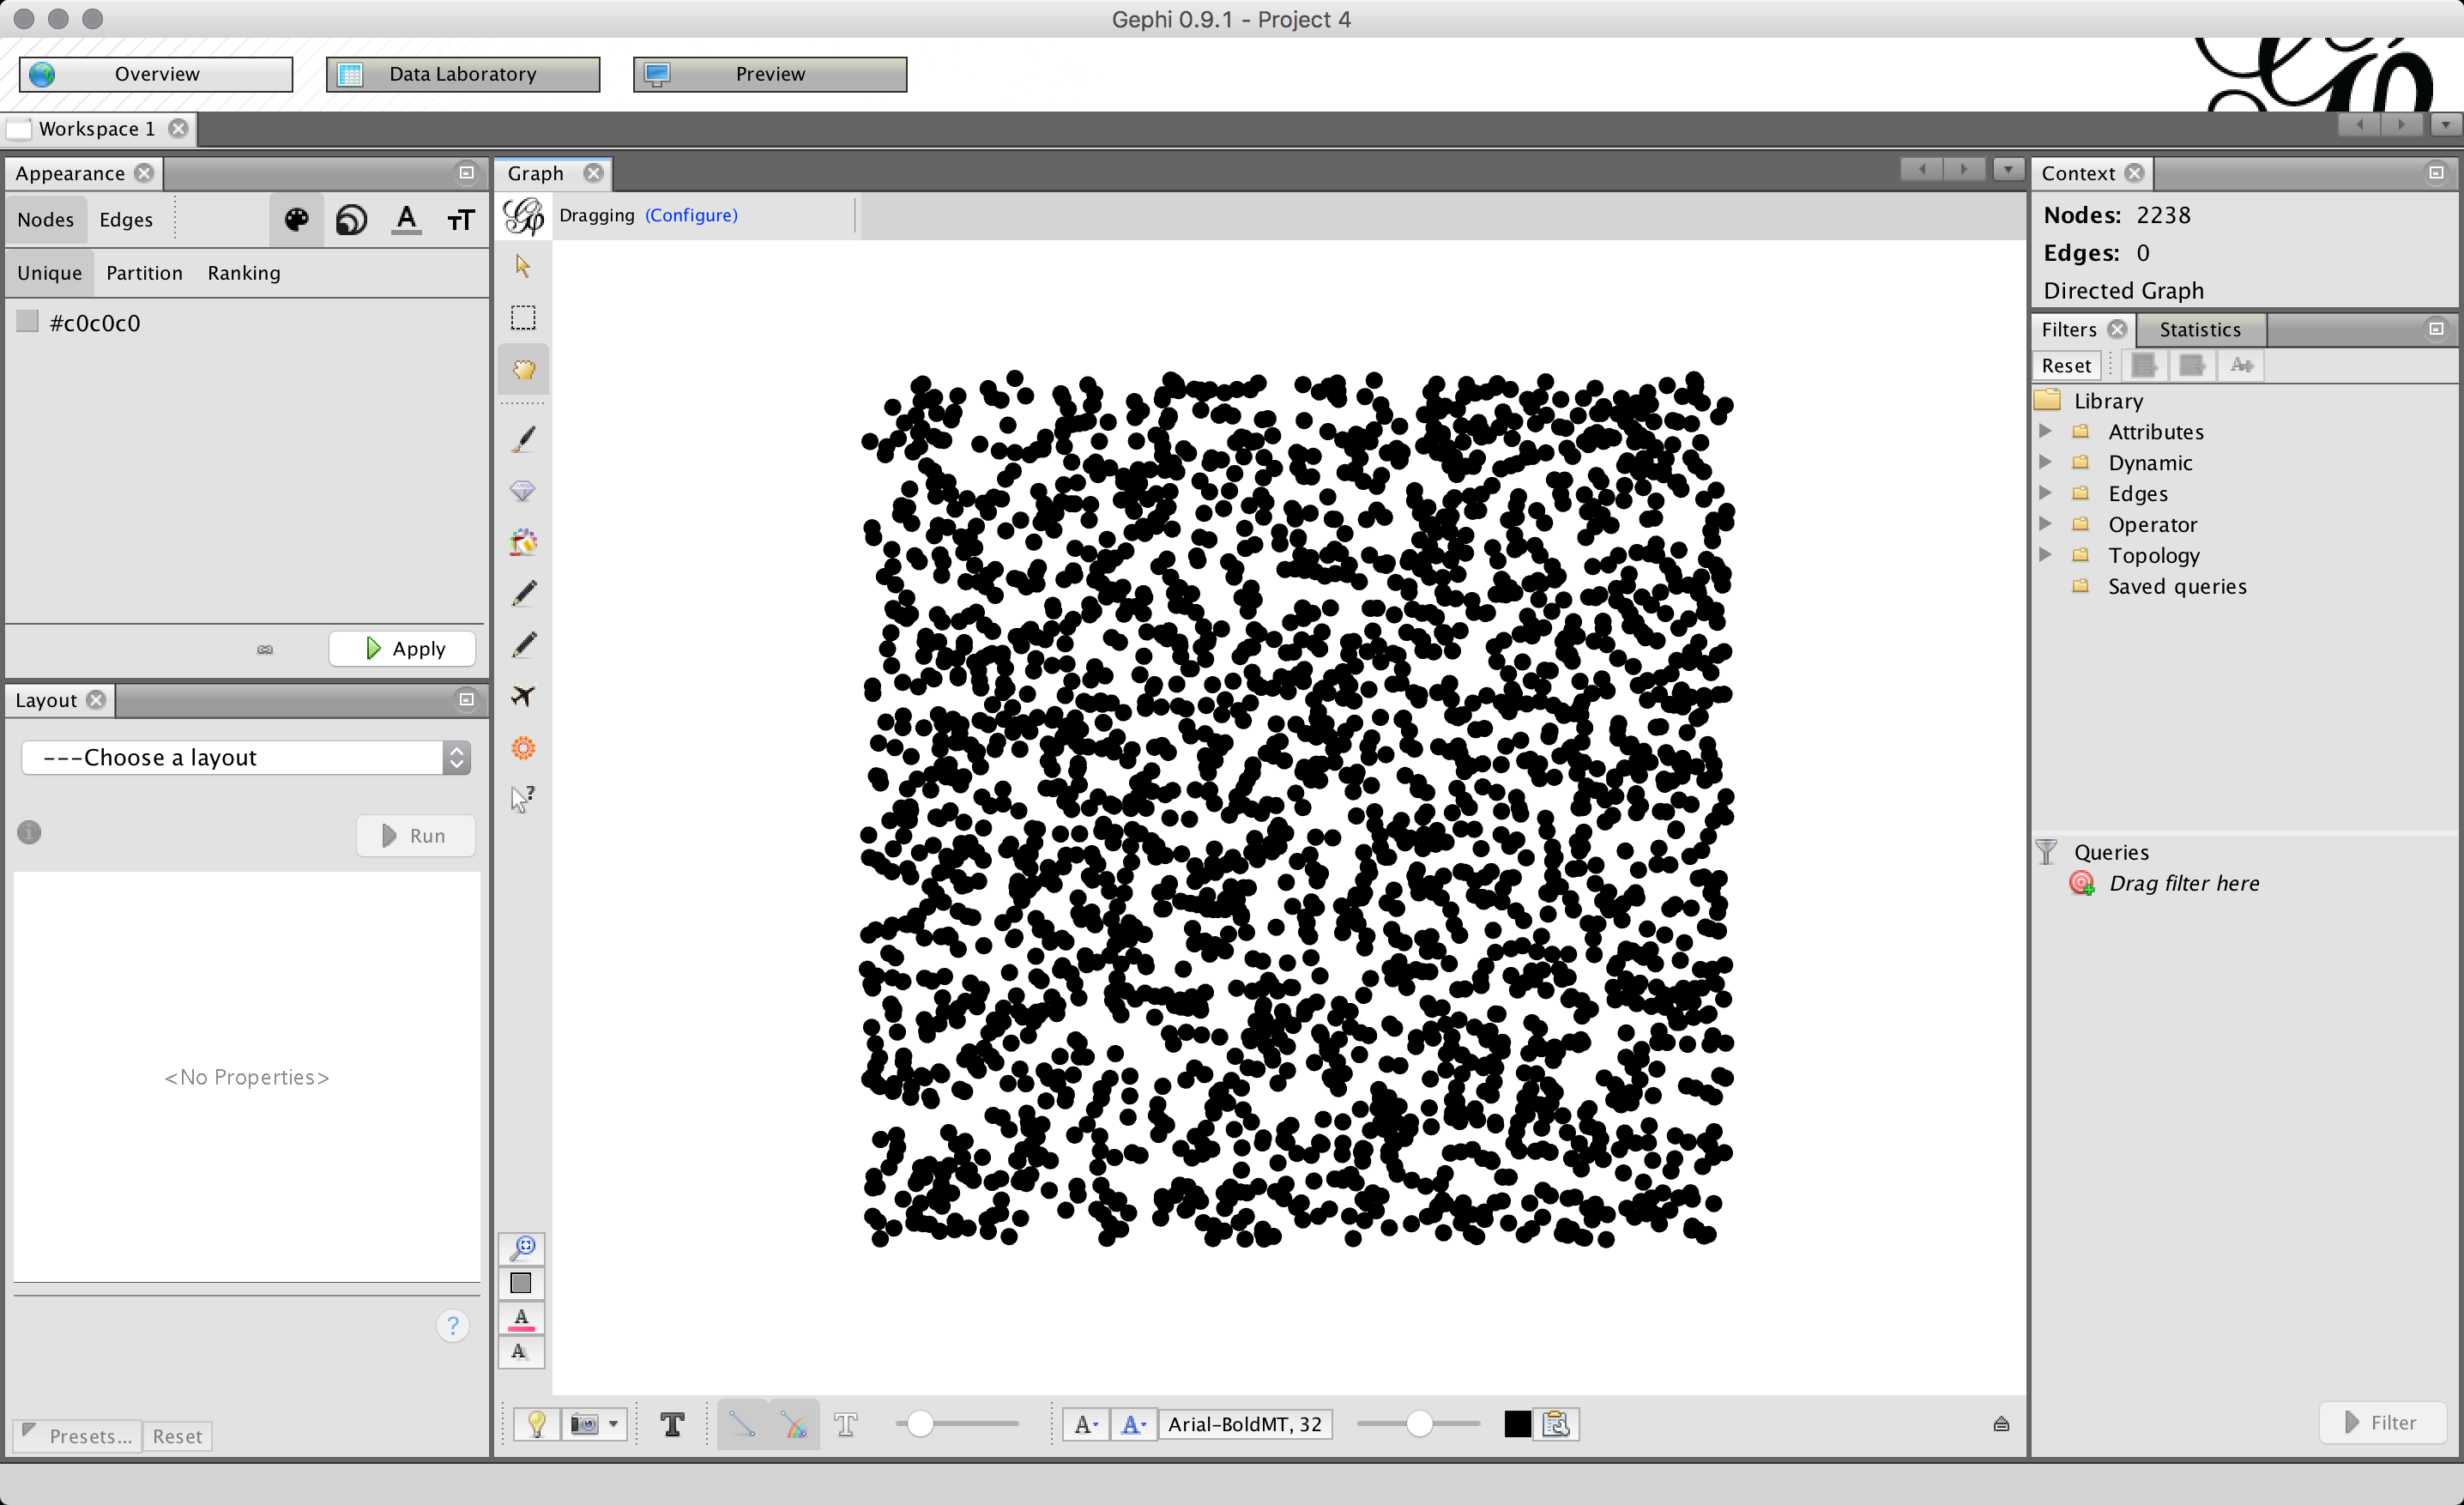 Gephi 0.9.1 - Project 4
Overview
Data Laboratory
Preview
Workspace 1
Appearance
Nodes
Edges
Unique
Partition
Ranking
#c0c0c0
Apply
Layout
---Choose a layout
Run
<No Properties>
?
Presets...
Reset
Graph
Dragging (Configure)
Arial-BoldMT, 32
Context
Nodes: 2238
Edges: 0
Directed Graph
Filters
Statistics
Reset
Library
Attributes
Dynamic
Edges
Operator
Topology
Saved queries
Queries
Drag filter here
Filter